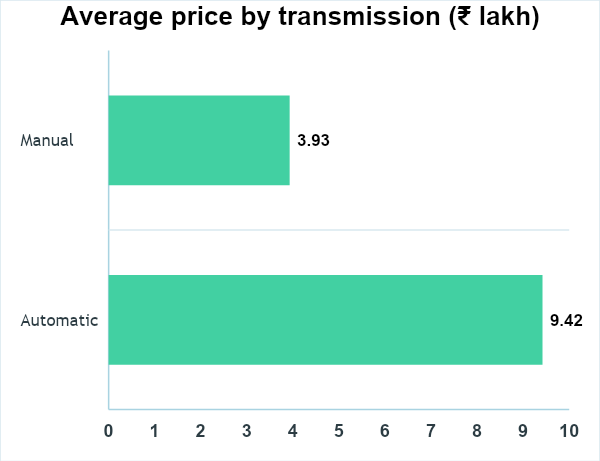 Average price by transmission (₹ lakh)
Manual
3.93
Automatic
9.42
0 1 2 3 4 5 6 7 8 9 10